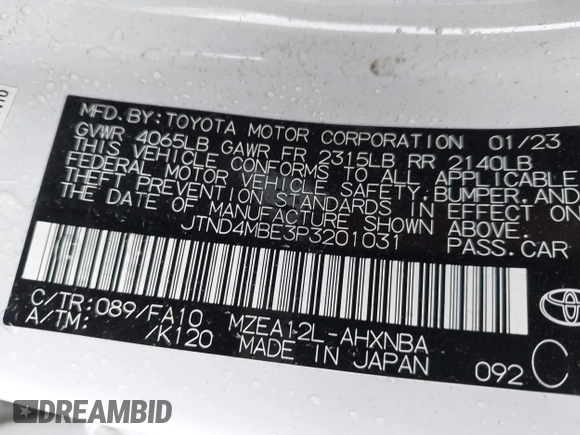 MFD.BY:TOYOTA MOTOR CORPORATION 01/23
GVWR 4065LB GAWR FR 2315LB RR 2140LB
THIS VEHICLE CONFORMS TO ALL APPLICABLE
FEDERAL MOTOR VEHICLE SAFETY,BUMPER,AND
THEFT PREVENTION STANDARDS IN EFFECT ON
THE DATE OF MANUFACTURE SHOWN ABOVE.
JTND4MBE3P3201031 PASS.CAR
C/TR:089/FA10 MZEA12L-AHXNBA
A/TM: /K120 MADE IN JAPAN 092 C
DREAMBID